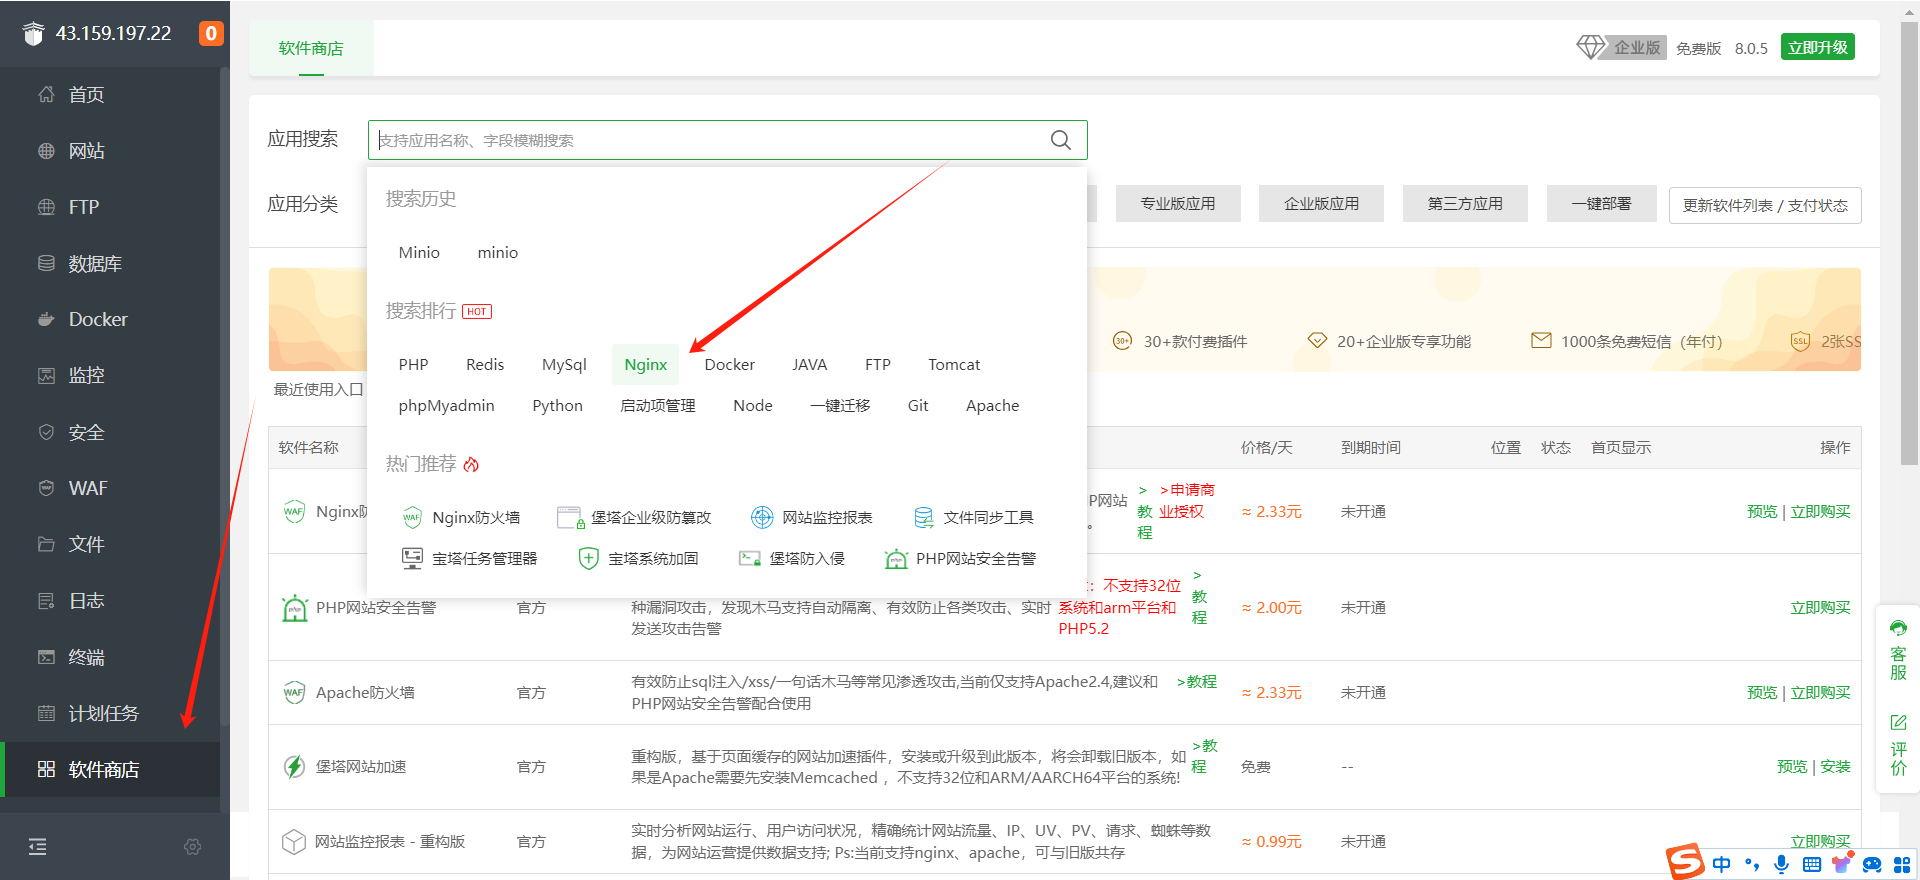 43.159.197.22
0
首页
网站
FTP
数据库
Docker
监控
安全
WAF
文件
日志
终端
计划任务
软件商店
软件商店
企业版 免费版 8.0.5 立即升级
应用搜索 支持应用名称、字段模糊搜索
应用分类 专业版应用 企业版应用 第三方应用 一键部署 更新软件列表 / 支付状态
搜索历史
Minio minio
搜索排行 HOT
PHP Redis MySql Nginx Docker JAVA FTP Tomcat
phpMyadmin Python 启动项管理 Node 一键迁移 Git Apache
热门推荐
WAF Nginx防火墙 堡塔企业级防篡改 网站监控报表 文件同步工具
宝塔任务管理器 宝塔系统加固 堡塔防入侵 php PHP网站安全告警
30+ 30+款付费插件 20+企业版专享功能 1000条免费短信（年付） SSL 2张SS
最近使用入口
软件名称 价格/天 到期时间 位置 状态 首页显示 操作
WAF Nginx防
P网站
。
>
教
程
>申请商
业授权
≈ 2.33元 未开通 预览 | 立即购买
php PHP网站安全告警 官方
种漏洞攻击，发现木马支持自动隔离、有效防止各类攻击、实时
发送攻击告警
：不支持32位
系统和arm平台和
PHP5.2
>
教
程
≈ 2.00元 未开通 立即购买
WAF Apache防火墙 官方
有效防止sql注入/xss/一句话木马等常见渗透攻击,当前仅支持Apache2.4,建议和
PHP网站安全告警配合使用
>教程
≈ 2.33元 未开通 预览 | 立即购买
堡塔网站加速 官方
重构版，基于页面缓存的网站加速插件，安装或升级到此版本，将会卸载旧版本，如
果是Apache需要先安装Memcached ，不支持32位和ARM/AARCH64平台的系统!
>教
程
免费 -- 预览 | 安装
网站监控报表 - 重构版 官方
实时分析网站运行、用户访问状况，精确统计网站流量、IP、UV、PV、请求、蜘蛛等数
据，为网站运营提供数据支持; Ps:当前支持nginx、apache，可与旧版共存
≈ 0.99元 未开通 立即购买
客
服
评
价
S 中